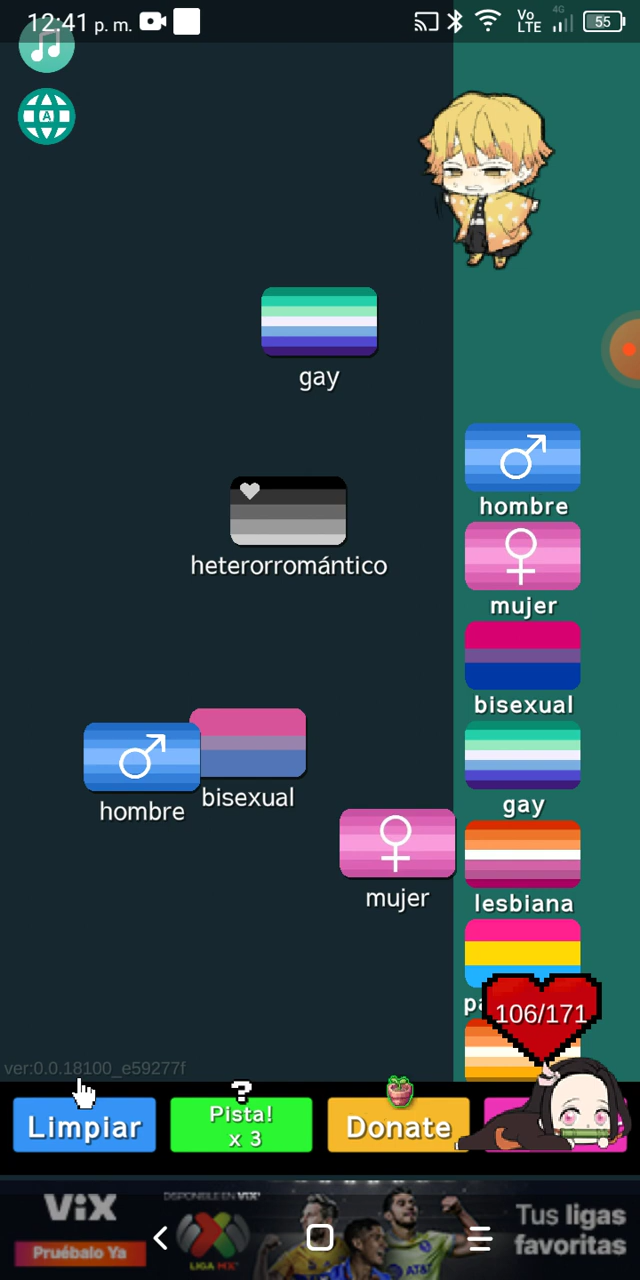 12:41 p. m.
Vo
LTE
4G
55
A
gay
heterorromántico
hombre
bisexual
mujer
hombre
mujer
bisexual
gay
lesbiana
106/171
ver:0.0.18100_e59277f
Limpiar
?
Pista!
x 3
Donate
ViX
Pruébalo Ya
DISPONIBLE EN ViX
LIGA MX
AT&T
Tus ligas
favoritas